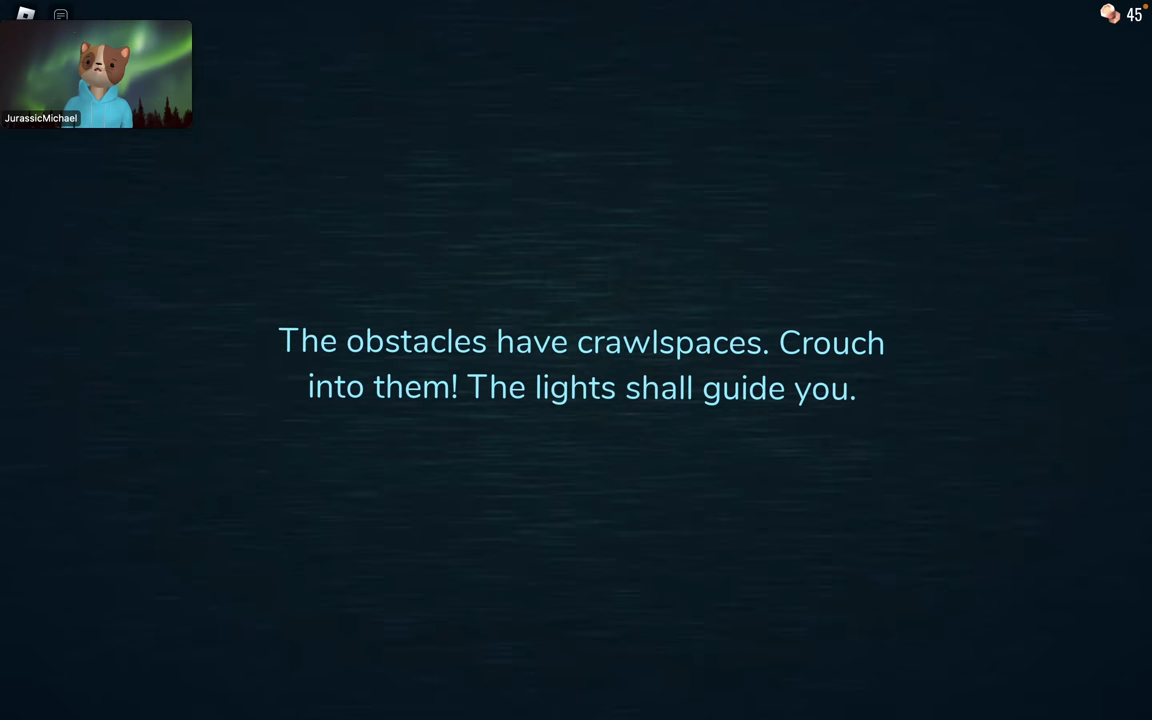 45
JurassicMichael
The obstacles have crawlspaces. Crouch
into them! The lights shall guide you.